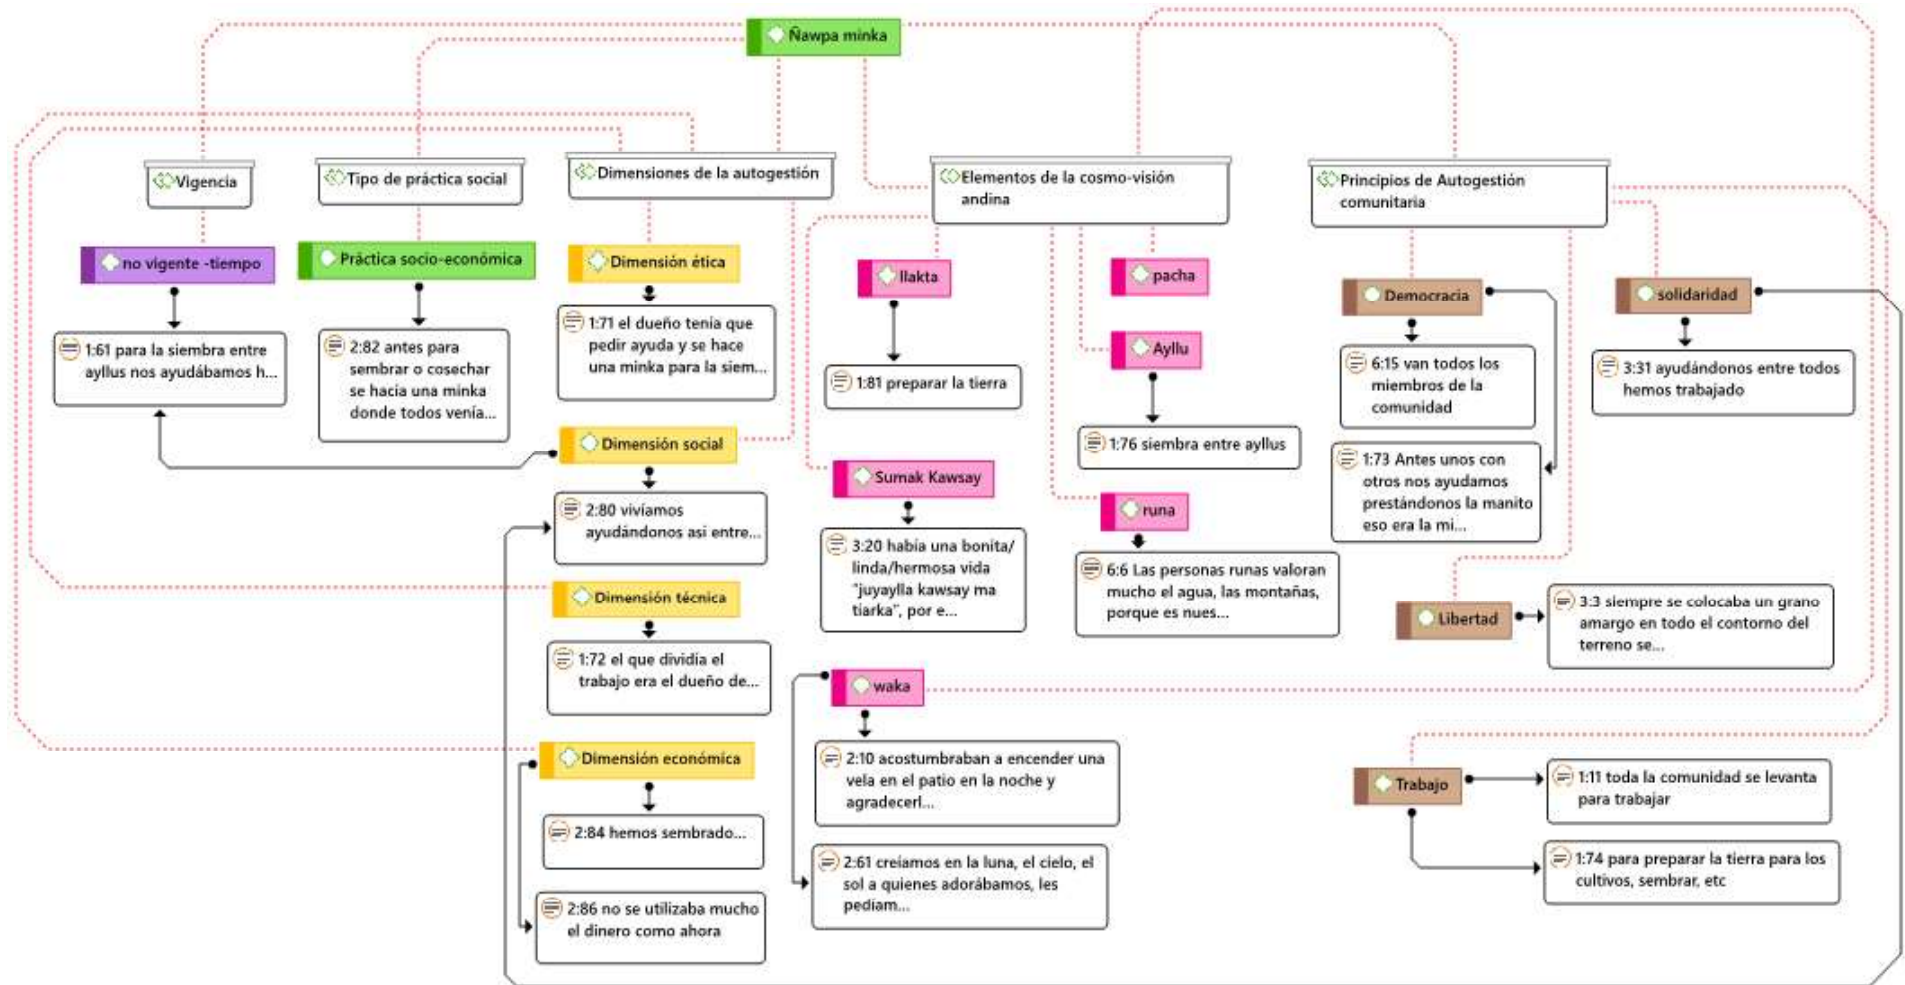 Ñawpa minka
Vigencia
Tipo de práctica social
Dimensiones de la autogestión
Elementos de la cosmo-visión
andina
Principios de Autogestión
comunitaria
no vigente -tiempo
1:61 para la siembra entre
ayllus nos ayudábamos h...
Práctica socio-económica
2:82 antes para
sembrar o cosechar
se hacía una minka
donde todos venía...
Dimensión ética
1:71 el dueño tenía que
pedir ayuda y se hace
una minka para la siem...
Dimensión social
2:80 vivíamos
ayudándonos así entre...
Dimensión técnica
1:72 el que dividía el
trabajo era el dueño de...
Dimensión económica
2:84 hemos sembrado...
2:86 no se utilizaba mucho
el dinero como ahora
llakta
1:81 preparar la tierra
pacha
Ayllu
1:76 siembra entre ayllus
Sumak Kawsay
3:20 había una bonita/
linda/hermosa vida
"juyaylla kawsay ma
tiarka", por e...
runa
6:6 Las personas runas valoran
mucho el agua, las montañas,
porque es nues...
waka
2:10 acostumbraban a encender una
vela en el patio en la noche y
agradecerl...
2:61 creíamos en la luna, el cielo, el
sol a quienes adorábamos, les
pedíam...
Democracia
6:15 van todos los
miembros de la
comunidad
1:73 Antes unos con
otros nos ayudamos
prestándonos la manito
eso era la mi...
solidaridad
3:31 ayudándonos entre todos
hemos trabajado
Libertad
3:3 siempre se colocaba un grano
amargo en todo el contorno del
terreno se...
Trabajo
1:11 toda la comunidad se levanta
para trabajar
1:74 para preparar la tierra para los
cultivos, sembrar, etc